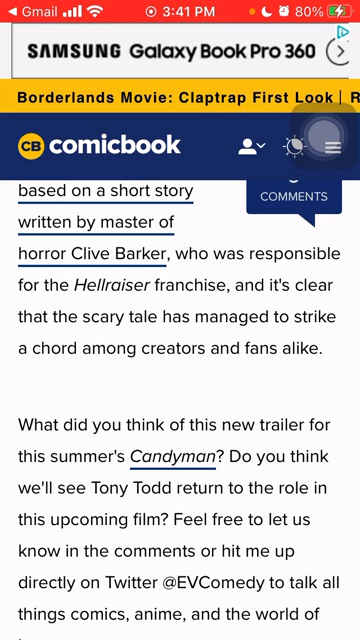 Gmail 3:41 PM 80%
SAMSUNG Galaxy Book Pro 360
Borderlands Movie: Claptrap First Look | R
CB comicbook
based on a short story
COMMENTS
written by master of
horror Clive Barker, who was responsible
for the Hellraiser franchise, and it's clear
that the scary tale has managed to strike
a chord among creators and fans alike.
What did you think of this new trailer for
this summer's Candyman? Do you think
we'll see Tony Todd return to the role in
this upcoming film? Feel free to let us
know in the comments or hit me up
directly on Twitter @EVComedy to talk all
things comics, anime, and the world of